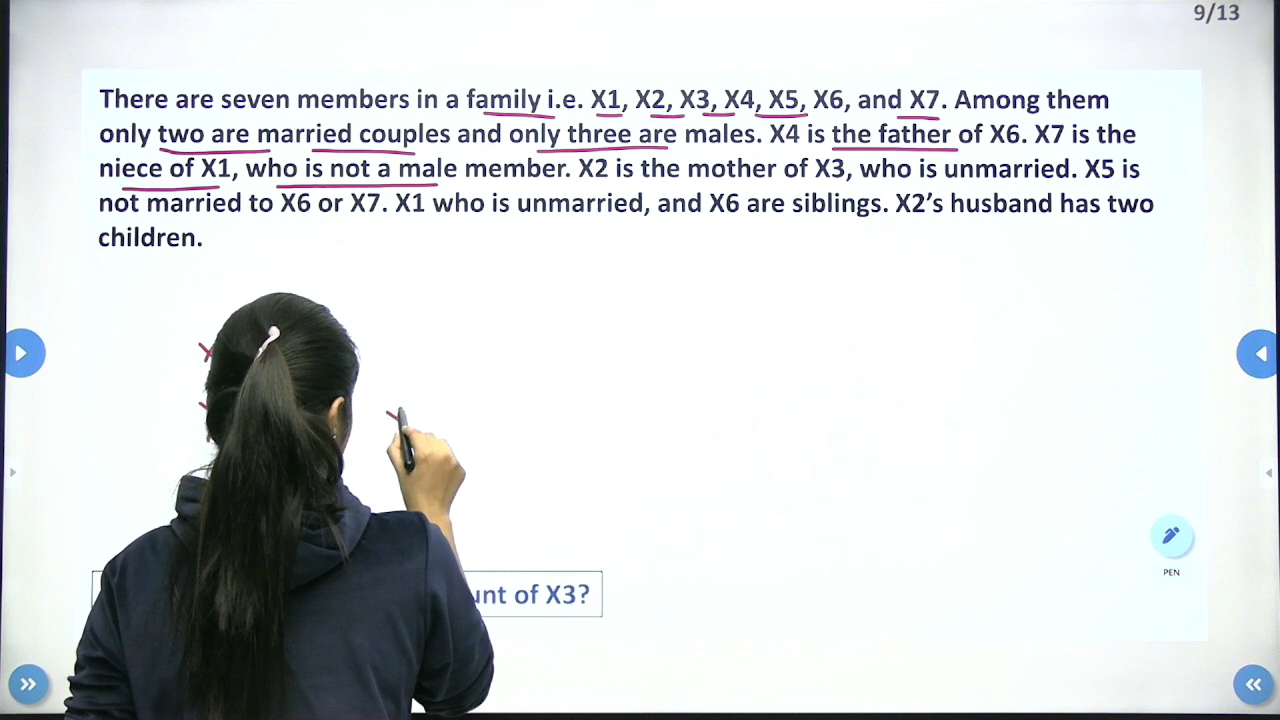 9/13
There are seven members in a family i.e. X1, X2, X3, X4, X5, X6, and X7. Among them
only two are married couples and only three are males. X4 is the father of X6. X7 is the
niece of X1, who is not a male member. X2 is the mother of X3, who is unmarried. X5 is
not married to X6 or X7. X1 who is unmarried, and X6 are siblings. X2’s husband has two
children.
of X3?
PEN